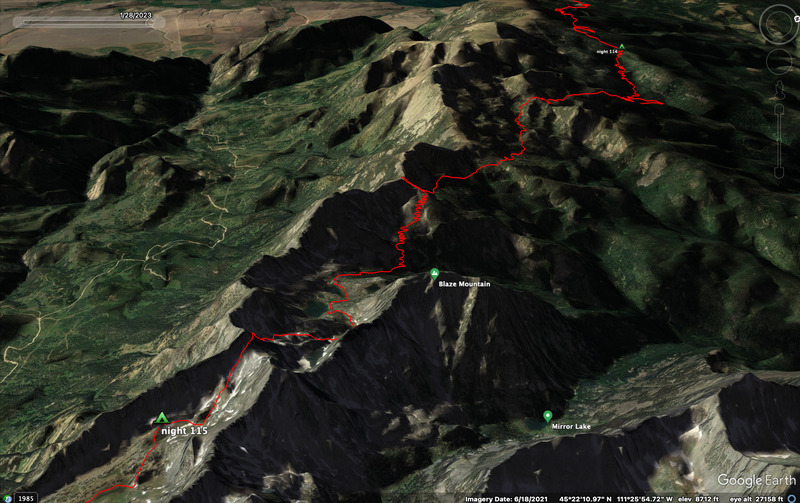 1/28/2023
night 114
Blaze Mountain
night 115
Mirror Lake
Google Earth
1985
Imagery Date: 6/18/2021 45°22'10.97" N 111°25'54.72" W elev 8712 ft eye alt 27158 ft